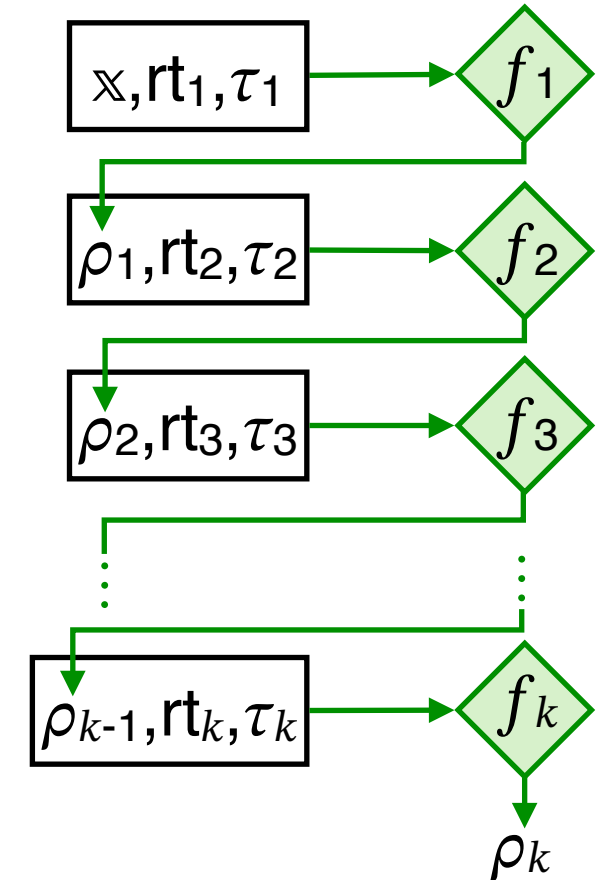 𝕩,rt₁,τ₁ f₁
ρ₁,rt₂,τ₂ f₂
ρ₂,rt₃,τ₃ f₃
ρₖ₋₁,rtₖ,τₖ fₖ
ρₖ